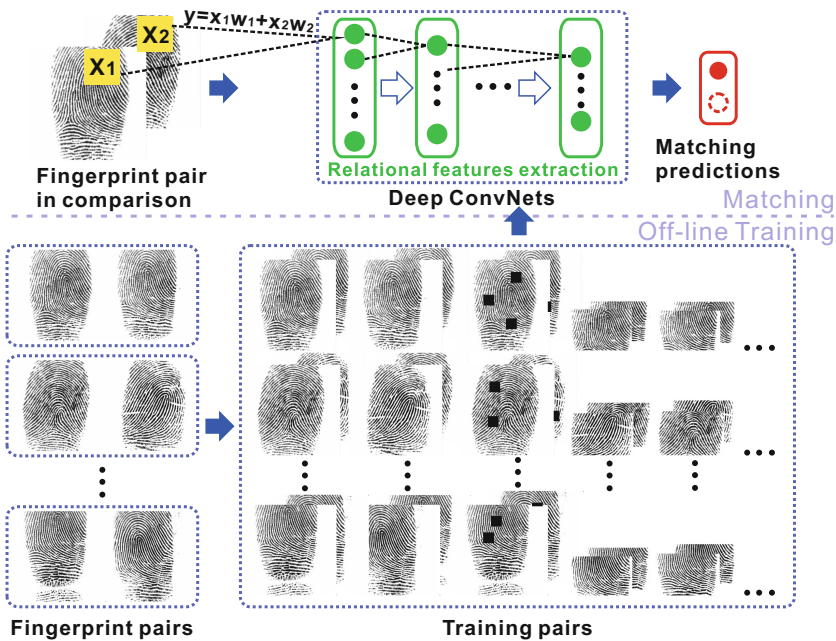 y=x1w1+x2w2
X2
X1
Relational features extraction
Fingerprint pair
in comparison
Deep ConvNets
Matching
predictions
Matching
Off-line Training
Fingerprint pairs
Training pairs